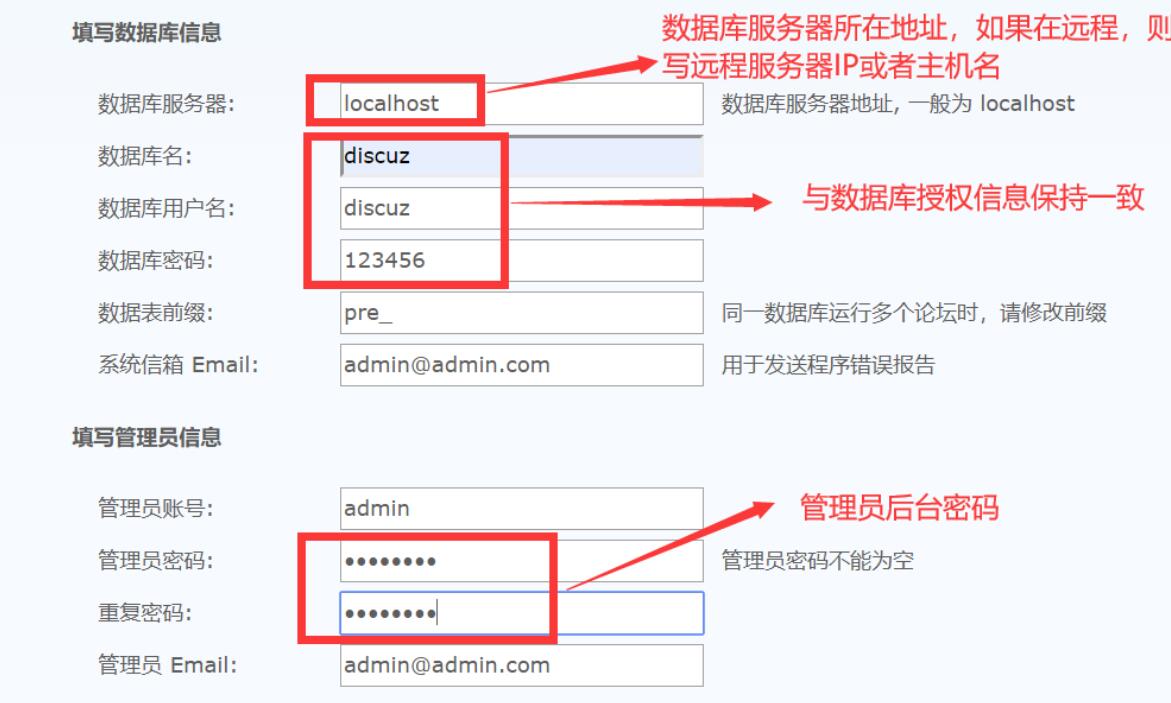 填写数据库信息
数据库服务器所在地址，如果在远程，则
写远程服务器IP或者主机名
数据库服务器: localhost 数据库服务器地址, 一般为 localhost
数据库名: discuz
数据库用户名: discuz
与数据库授权信息保持一致
数据库密码: 123456
数据表前缀: pre_ 同一数据库运行多个论坛时，请修改前缀
系统信箱 Email: admin@admin.com 用于发送程序错误报告
填写管理员信息
管理员账号: admin
管理员后台密码
管理员密码: •••••••• 管理员密码不能为空
重复密码: ••••••••
管理员 Email: admin@admin.com